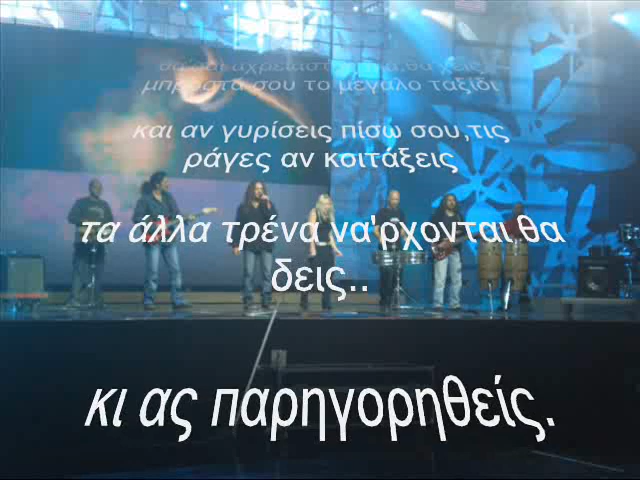 μπροστά σου το μεγάλο ταξίδι
και αν γυρίσεις πίσω σου,τις
ράγες αν κοιτάξεις
τα άλλα τρένα να'ρχονται,θα
δεις..
κι ας παρηγορηθείς.